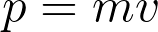 p = mv